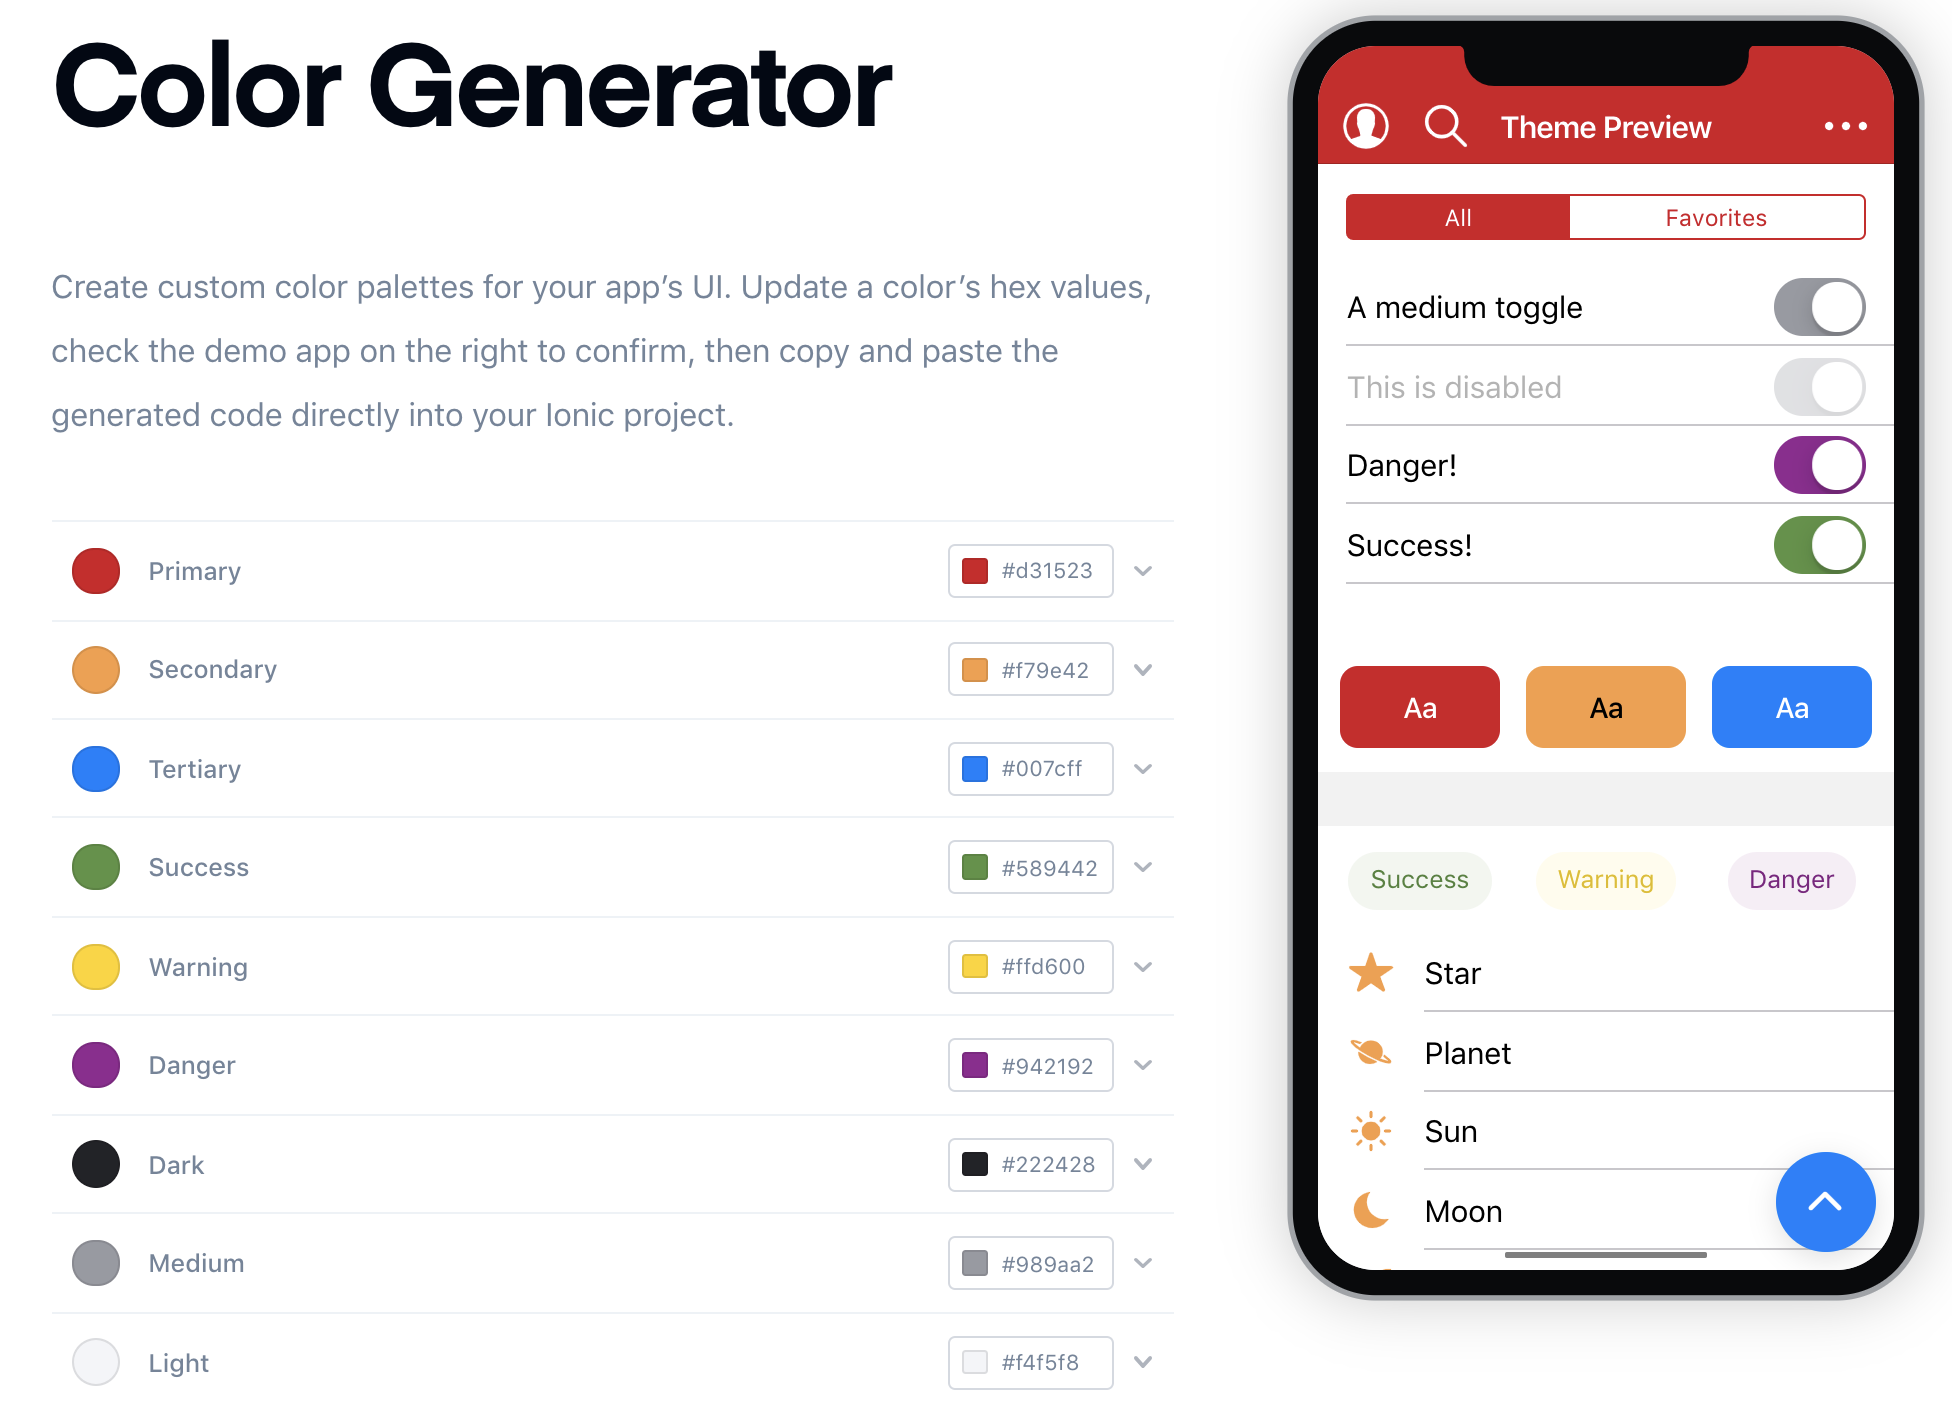 Color Generator
Create custom color palettes for your app’s UI. Update a color’s hex values,
check the demo app on the right to confirm, then copy and paste the
generated code directly into your Ionic project.
Primary #d31523
Secondary #f79e42
Tertiary #007cff
Success #589442
Warning #ffd600
Danger #942192
Dark #222428
Medium #989aa2
Light #f4f5f8
Theme Preview
All Favorites
A medium toggle
This is disabled
Danger!
Success!
Aa Aa Aa
Success Warning Danger
Star
Planet
Sun
Moon